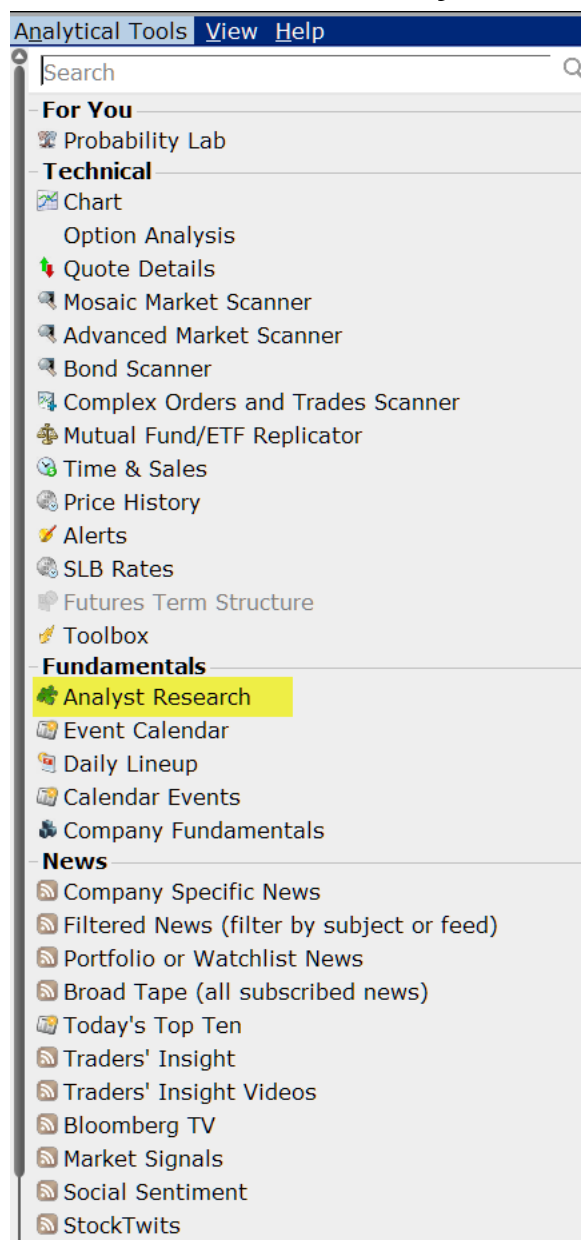 Analytical Tools View Help
Search
For You
Probability Lab
Technical
Chart
Option Analysis
Quote Details
Mosaic Market Scanner
Advanced Market Scanner
Bond Scanner
Complex Orders and Trades Scanner
Mutual Fund/ETF Replicator
Time & Sales
Price History
Alerts
SLB Rates
Futures Term Structure
Toolbox
Fundamentals
Analyst Research
Event Calendar
Daily Lineup
Calendar Events
Company Fundamentals
News
Company Specific News
Filtered News (filter by subject or feed)
Portfolio or Watchlist News
Broad Tape (all subscribed news)
Today's Top Ten
Traders' Insight
Traders' Insight Videos
Bloomberg TV
Market Signals
Social Sentiment
StockTwits